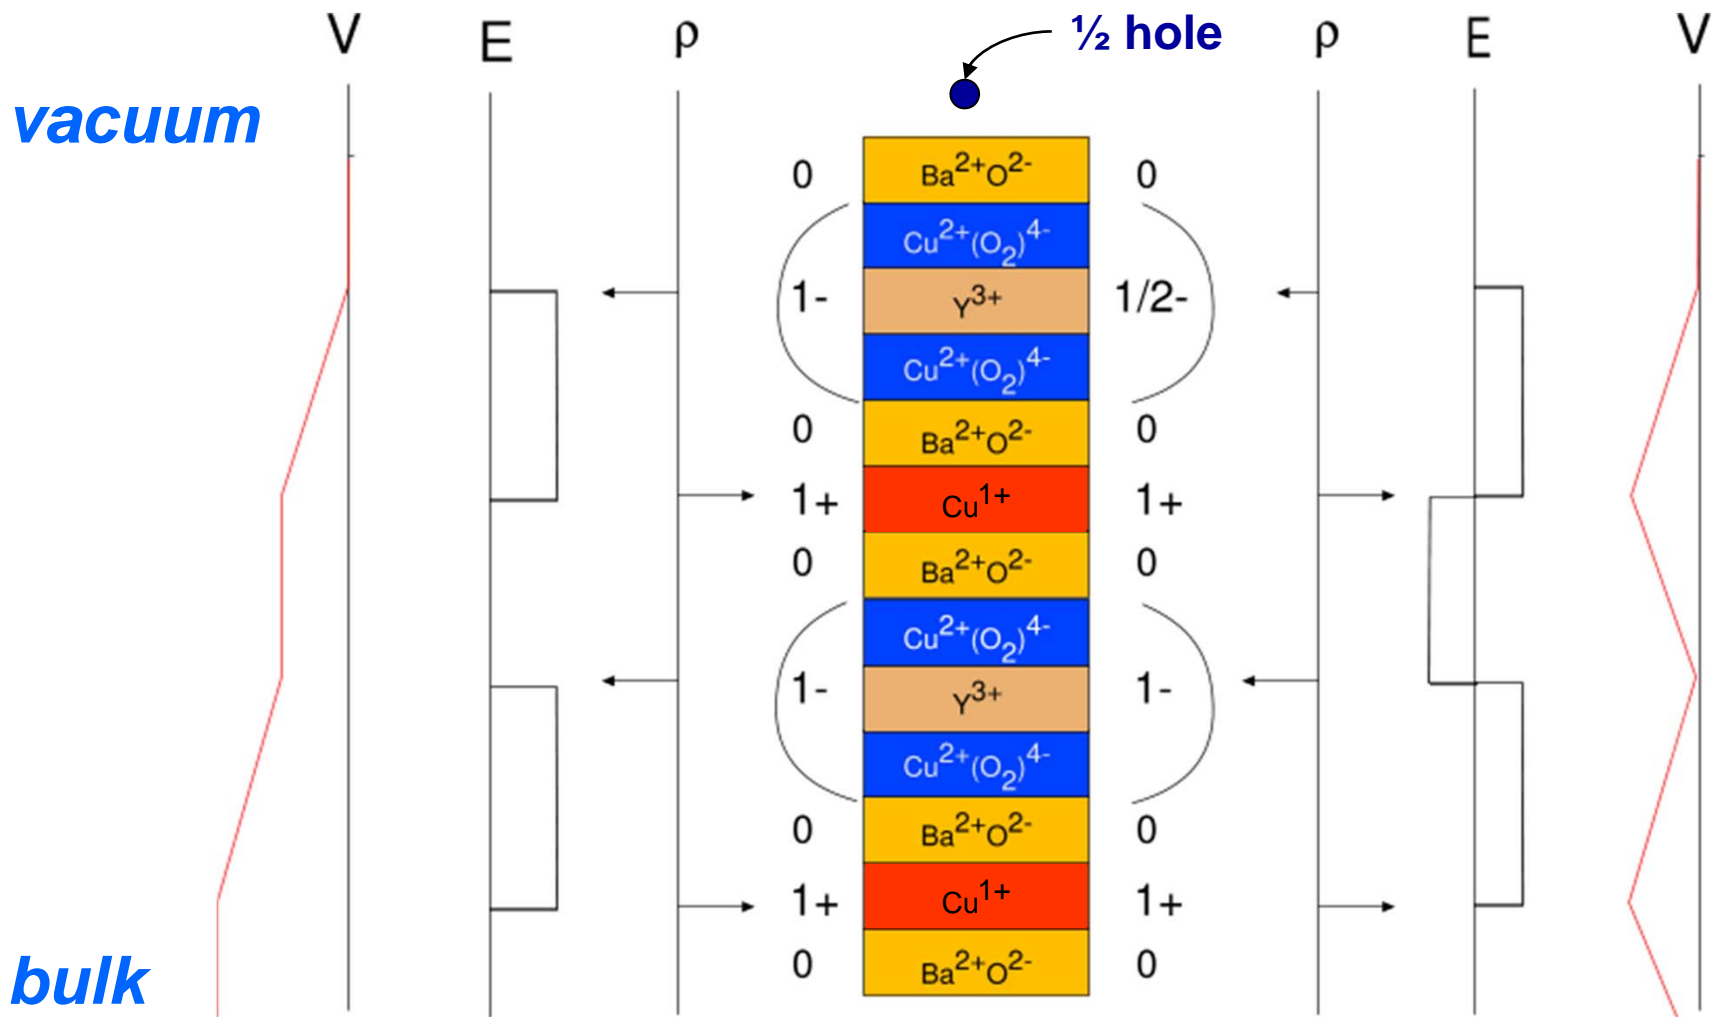 V E ρ ½ hole ρ E V
vacuum
0 Ba²⁺O²⁻ 0
Cu²⁺(O₂)⁴⁻
1- Y³⁺ 1/2-
Cu²⁺(O₂)⁴⁻
0 Ba²⁺O²⁻ 0
1+ Cu¹⁺ 1+
0 Ba²⁺O²⁻ 0
Cu²⁺(O₂)⁴⁻
1- Y³⁺ 1-
Cu²⁺(O₂)⁴⁻
0 Ba²⁺O²⁻ 0
1+ Cu¹⁺ 1+
0 Ba²⁺O²⁻ 0
bulk